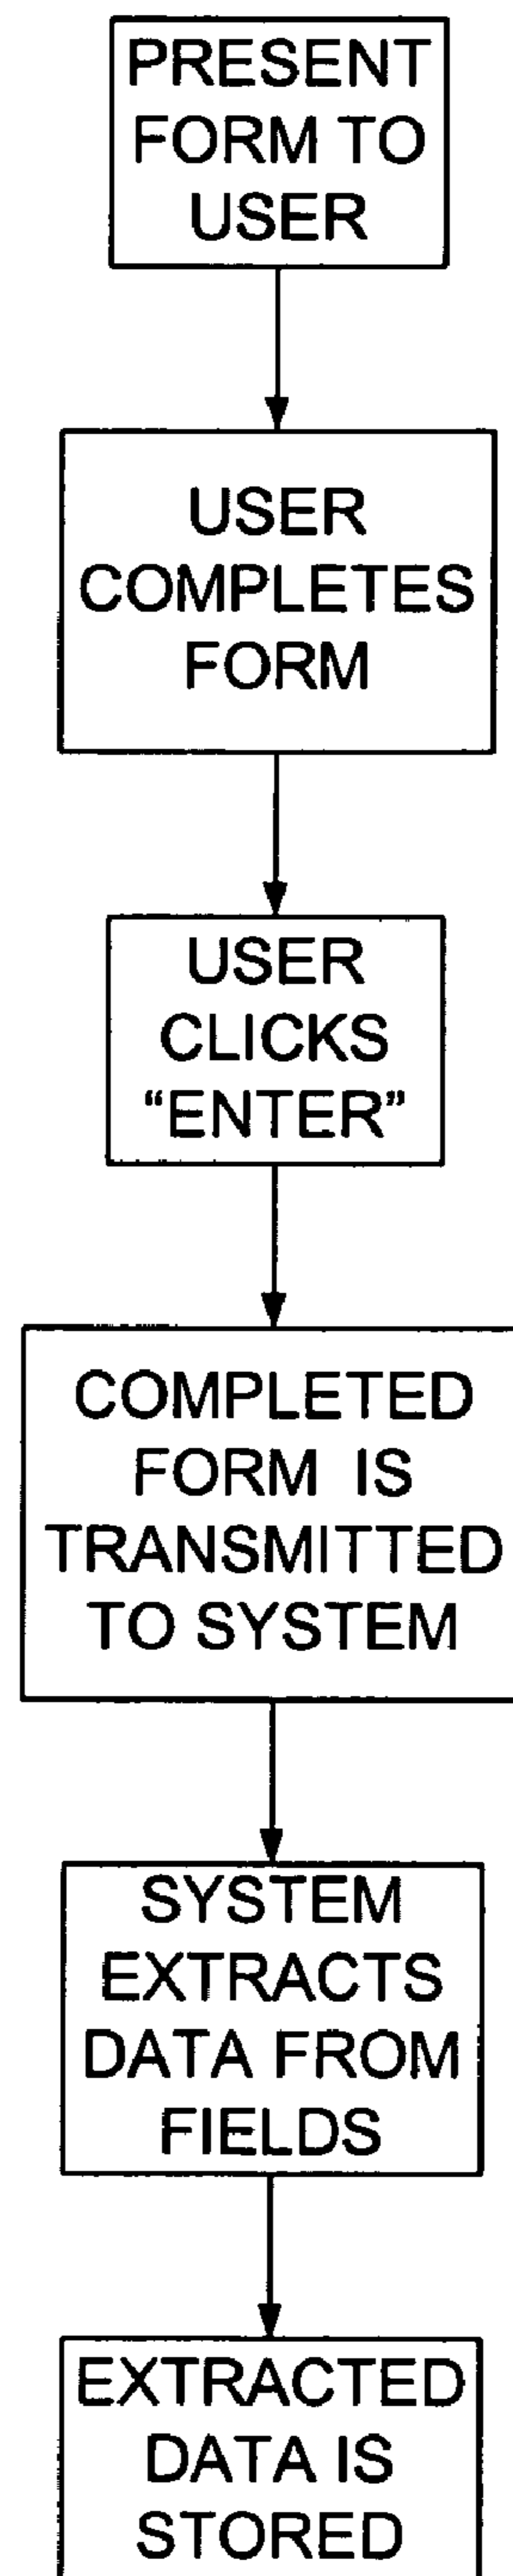 PRESENT
FORM TO
USER
USER
COMPLETES
FORM
USER
CLICKS
“ENTER”
COMPLETED
FORM IS
TRANSMITTED
TO SYSTEM
SYSTEM
EXTRACTS
DATA FROM
FIELDS
EXTRACTED
DATA IS
STORED